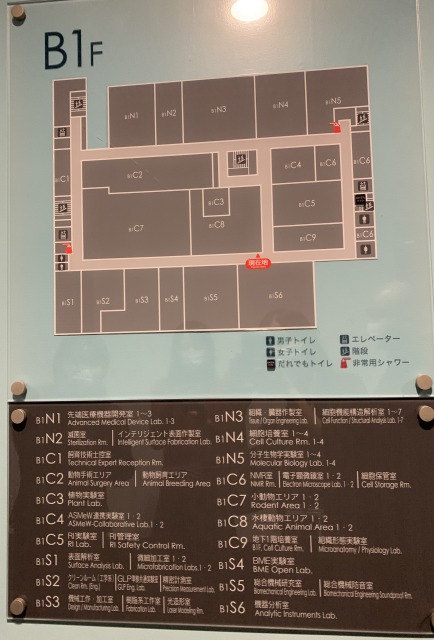 B1F
B1N1
B1N2
B1N3
B1N4
B1N5
B1C1
B1C2
B1C3
B1C4
B1C6
B1C6
B1C5
B1C7
B1C8
B1C9
B1C6
現在地
B1S1
B1S2
B1S3
B1S4
B1S5
B1S6
男子トイレ
エレベーター
女子トイレ
階段
だれでもトイレ
非常用シャワー
B1N1 先端医療機器開発室 1~3
Advanced Medical Device Lab. 1-3
B1N2 滅菌室 インテリジェント表面作製室
Sterilization Rm. Intelligent Surface Fabrication Lab.
B1C1 飼育技術士控室
Technical Expert Reception Rm.
B1C2 動物手術エリア 動物飼育エリア
Animal Surgery Area Animal Breeding Area
B1C3 植物実験室
Plant Lab.
B1C4 ASMeW連携実験室 1・2
ASMeW-Collaborative Lab. 1・2
B1C5 RI実験室 RI管理室
RI Lab. RI Safety Control Rm.
B1S1 表面解析室 微細加工室 1・2
Surface Analysis Lab. Microfabrication Labs. 1・2
B1S2 クリーンルーム(工学系) 精密計測室
Clean Rm. (Eng.) GLP Eng. Lab. Precision Measurement Lab.
B1S3 機械工作・加工室 樹脂系工作室 光造形室
Design / Manufacturing Lab. Fabrication Lab. Laser Modeling Rm.
B1N3 組織・臓器作製室 細胞機能構造解析室 1~7
Tissue / Organ Engineering Lab. Cell Function / Structural Analysis Lab. 1-7
B1N4 細胞培養室 1~4
Cell Culture Rm. 1-4
B1N5 分子生物学実験室 1~4
Molecular Biology Lab. 1-4
B1C6 NMR室 電子顕微鏡室 1・2 細胞保管室
NMR Rm. Electron Microscope Lab. 1・2 Cell Storage Rm.
B1C7 小動物エリア 1・2
Rodent Area 1・2
B1C8 水棲動物エリア 1・2
Aquatic Animal Area 1・2
B1C9 地下1階培養室 組織形態実験室
B1F. Cell Culture Rm. Microanatomy / Physiology Lab.
B1S4 BME実験室
BME Open Lab.
B1S5 総合機械研究室 総合機械防音室
Biomechanical Engineering Lab. Biomechanical Engineering Soundproof Rm.
B1S6 機器分析室
Analytic Instruments Lab.